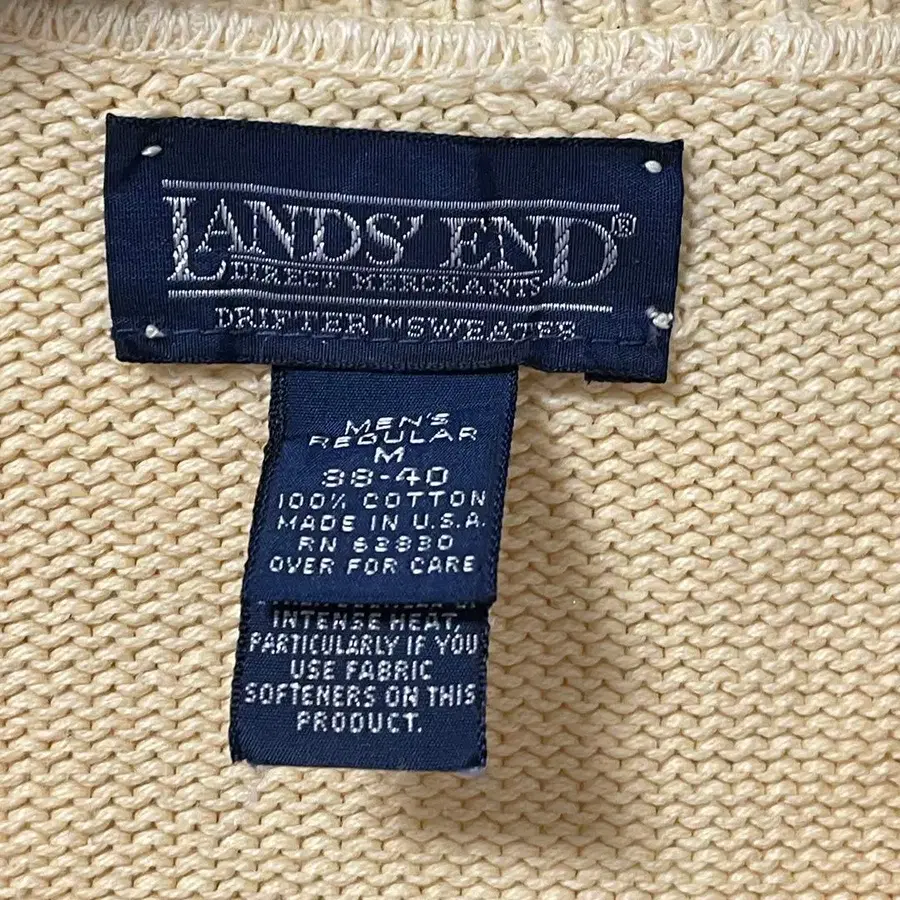 LANDS' END®
DIRECT MERCHANTS
DRIFTER™ SWEATER
MEN'S
REGULAR
M
38-40
100% COTTON
MADE IN U.S.A.
RN 62830
OVER FOR CARE
INTENSE HEAT,
PARTICULARLY IF YOU
USE FABRIC
SOFTENERS ON THIS
PRODUCT.